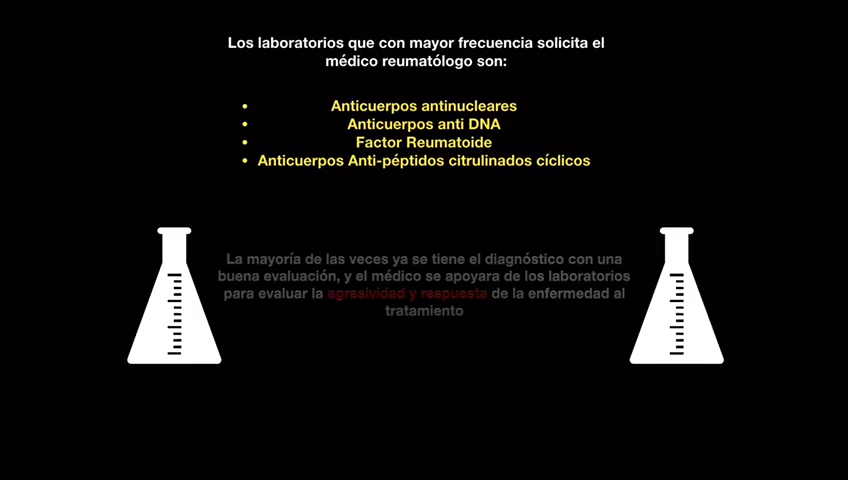 Los laboratorios que con mayor frecuencia solicita el
médico reumatólogo son:
• Anticuerpos antinucleares
• Anticuerpos anti DNA
• Factor Reumatoide
• Anticuerpos Anti-péptidos citrulinados cíclicos
La mayoría de las veces ya se tiene el diagnóstico con una
buena evaluación, y el médico se apoyara de los laboratorios
para evaluar la agresividad y respuesta de la enfermedad al
tratamiento